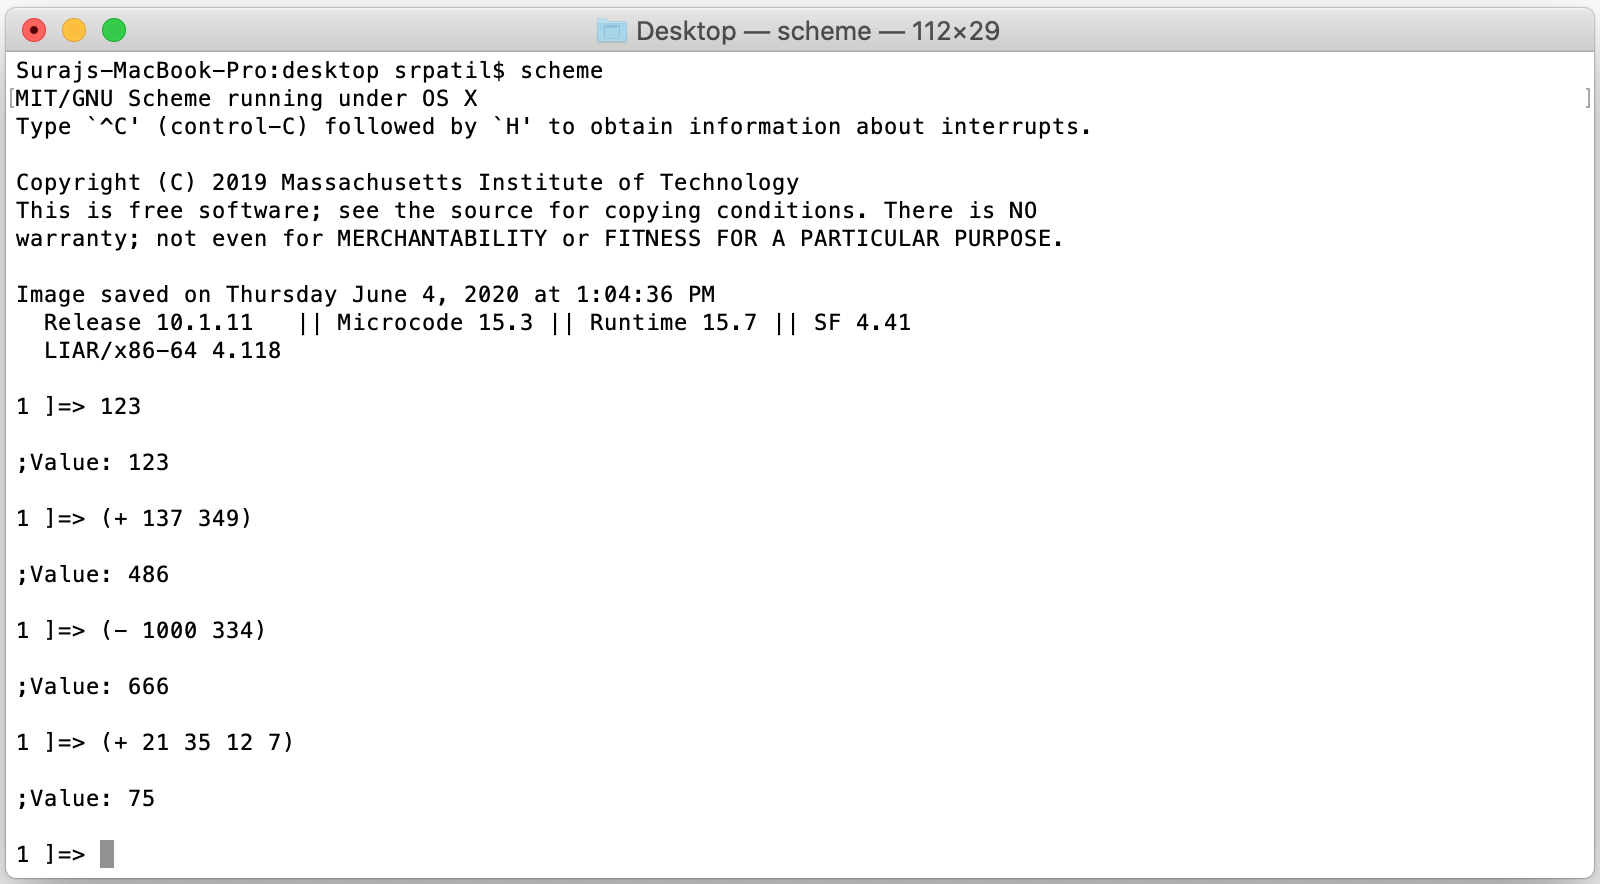 Desktop — scheme — 112×29
Surajs-MacBook-Pro:desktop srpatil$ scheme
[MIT/GNU Scheme running under OS X ]
Type `^C' (control-C) followed by `H' to obtain information about interrupts.
Copyright (C) 2019 Massachusetts Institute of Technology
This is free software; see the source for copying conditions. There is NO
warranty; not even for MERCHANTABILITY or FITNESS FOR A PARTICULAR PURPOSE.
Image saved on Thursday June 4, 2020 at 1:04:36 PM
  Release 10.1.11   || Microcode 15.3 || Runtime 15.7 || SF 4.41
  LIAR/x86-64 4.118
1 ]=> 123
;Value: 123
1 ]=> (+ 137 349)
;Value: 486
1 ]=> (- 1000 334)
;Value: 666
1 ]=> (+ 21 35 12 7)
;Value: 75
1 ]=>